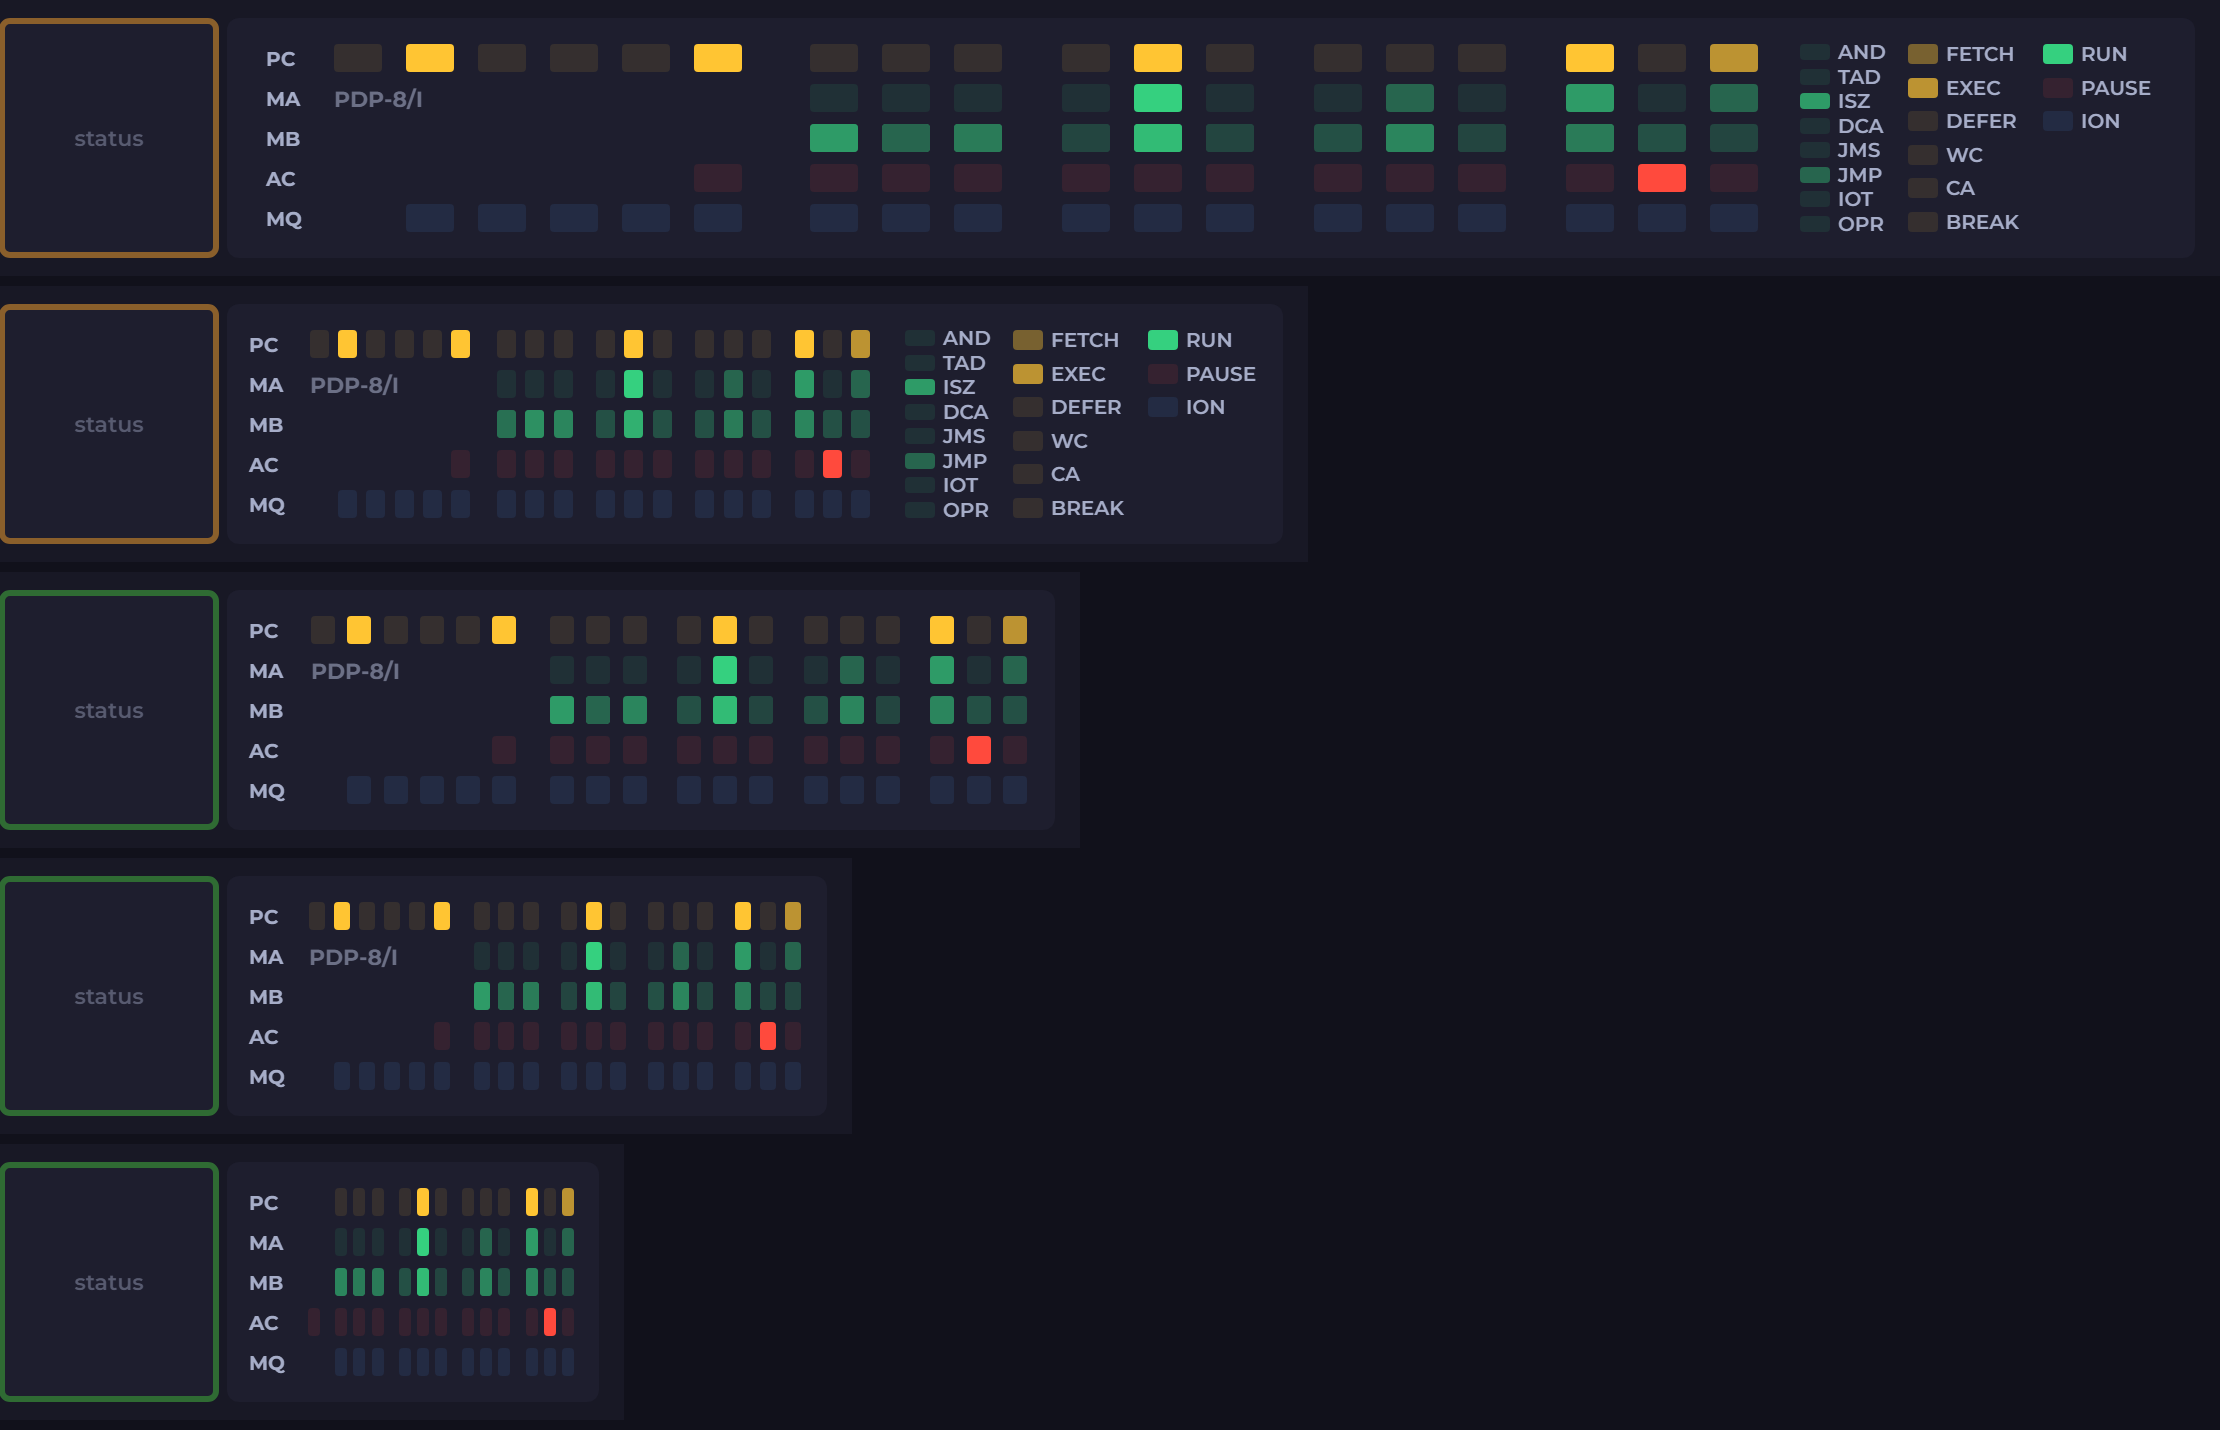 status
PC
MA PDP-8/I
MB
AC
MQ
AND
TAD
ISZ
DCA
JMS
JMP
IOT
OPR
FETCH
EXEC
DEFER
WC
CA
BREAK
RUN
PAUSE
ION
status
PC
MA PDP-8/I
MB
AC
MQ
AND
TAD
ISZ
DCA
JMS
JMP
IOT
OPR
FETCH
EXEC
DEFER
WC
CA
BREAK
RUN
PAUSE
ION
status
PC
MA PDP-8/I
MB
AC
MQ
status
PC
MA PDP-8/I
MB
AC
MQ
status
PC
MA
MB
AC
MQ